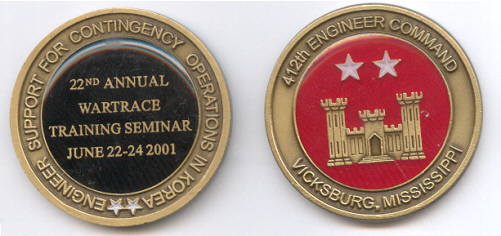 ENGINEER SUPPORT FOR CONTINGENCY OPERATIONS IN KOREA
22ND ANNUAL
WARTRACE
TRAINING SEMINAR
JUNE 22-24 2001
412th ENGINEER COMMAND
VICKSBURG, MISSISSIPPI